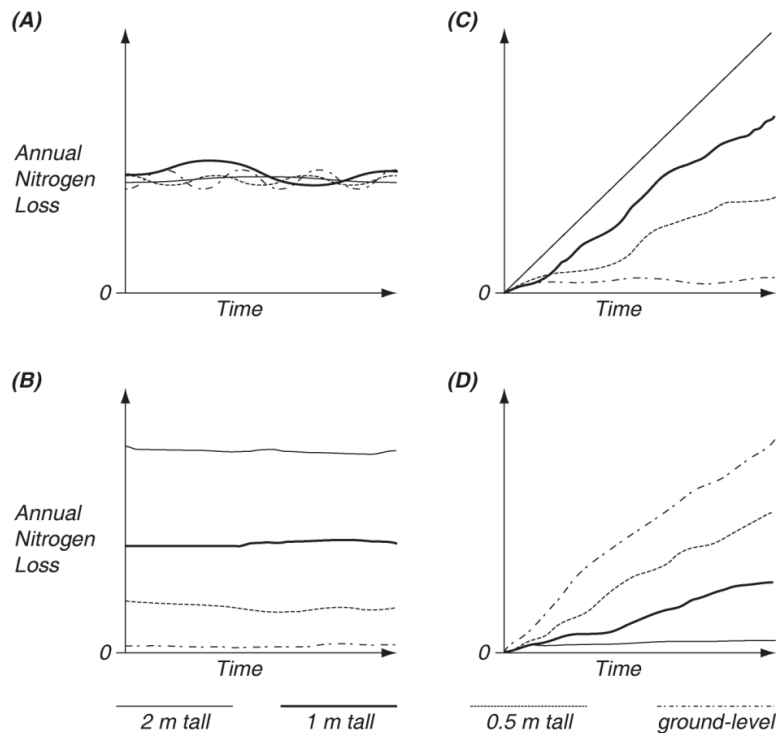 (A)
Annual
Nitrogen
Loss
0
Time
(C)
0
Time
(B)
Annual
Nitrogen
Loss
0
Time
(D)
0
Time
2 m tall
1 m tall
0.5 m tall
ground-level